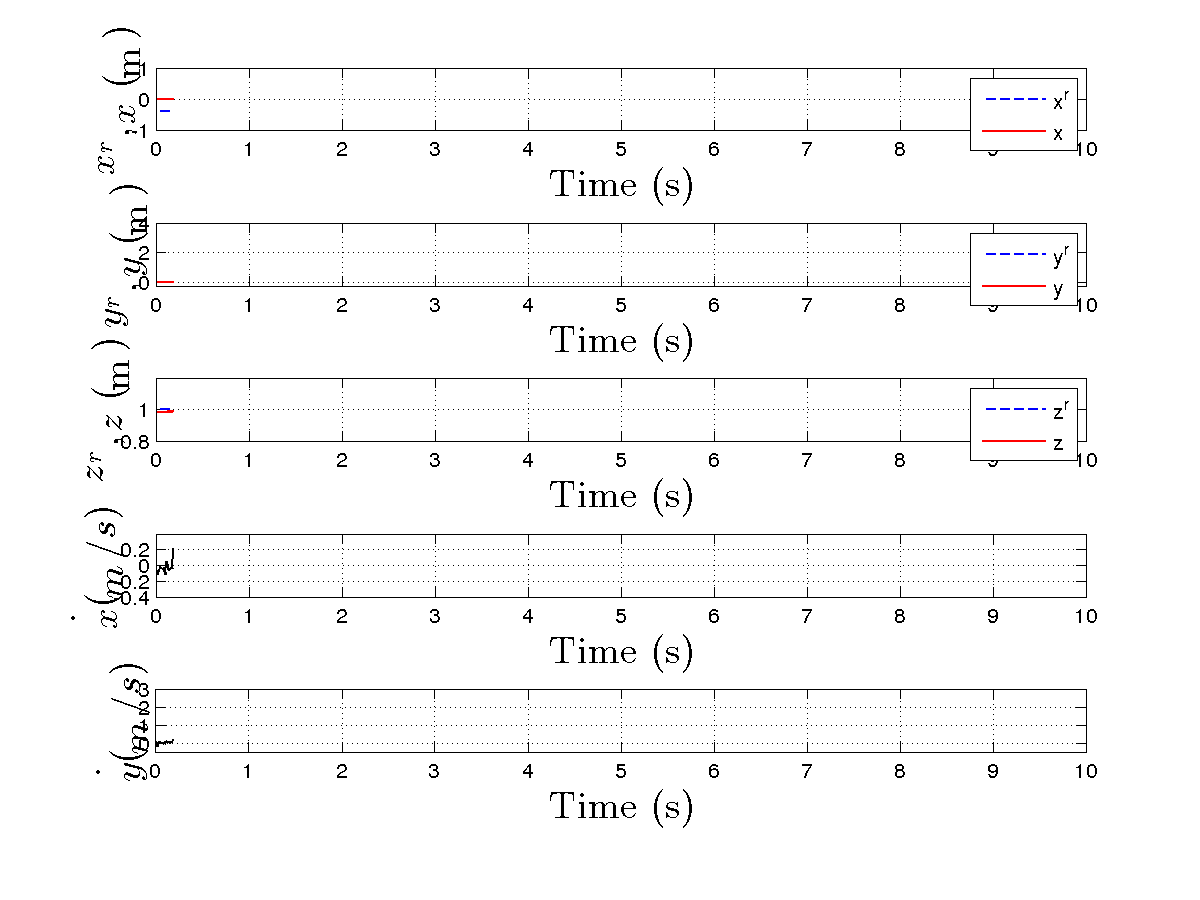 x^r, x (m)
1
0
-1
0 1 2 3 4 5 6 7 8 9 10
x^r
x
Time (s)
y^r, y (m)
4
2
0
0 1 2 3 4 5 6 7 8 9 10
y^r
y
Time (s)
z^r, z (m)
1
0.8
0 1 2 3 4 5 6 7 8 9 10
z^r
z
Time (s)
ẋ(m/s)
0.2
0
0.2
0.4
0 1 2 3 4 5 6 7 8 9 10
Time (s)
ẏ(m/s)
3
2
1
0
0 1 2 3 4 5 6 7 8 9 10
Time (s)